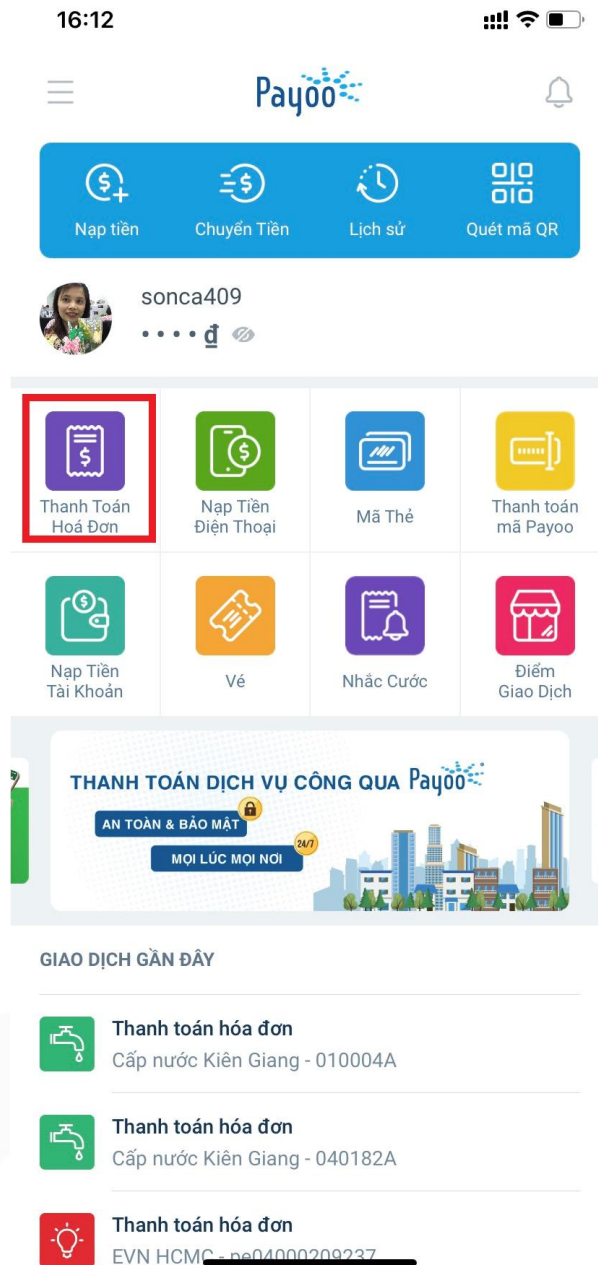 16:12
Payoo
Nạp tiền
Chuyển Tiền
Lịch sử
Quét mã QR
sonca409
• • • • đ
Thanh Toán
Hoá Đơn
Nạp Tiền
Điện Thoại
Mã Thẻ
Thanh toán
mã Payoo
Nạp Tiền
Tài Khoản
Vé
Nhắc Cước
Điểm
Giao Dịch
THANH TOÁN DỊCH VỤ CÔNG QUA Payoo
AN TOÀN & BẢO MẬT
24/7
MỌI LÚC MỌI NƠI
GIAO DỊCH GẦN ĐÂY
Thanh toán hóa đơn
Cấp nước Kiên Giang - 010004A
Thanh toán hóa đơn
Cấp nước Kiên Giang - 040182A
Thanh toán hóa đơn
EVN HCMC - pe04000209237